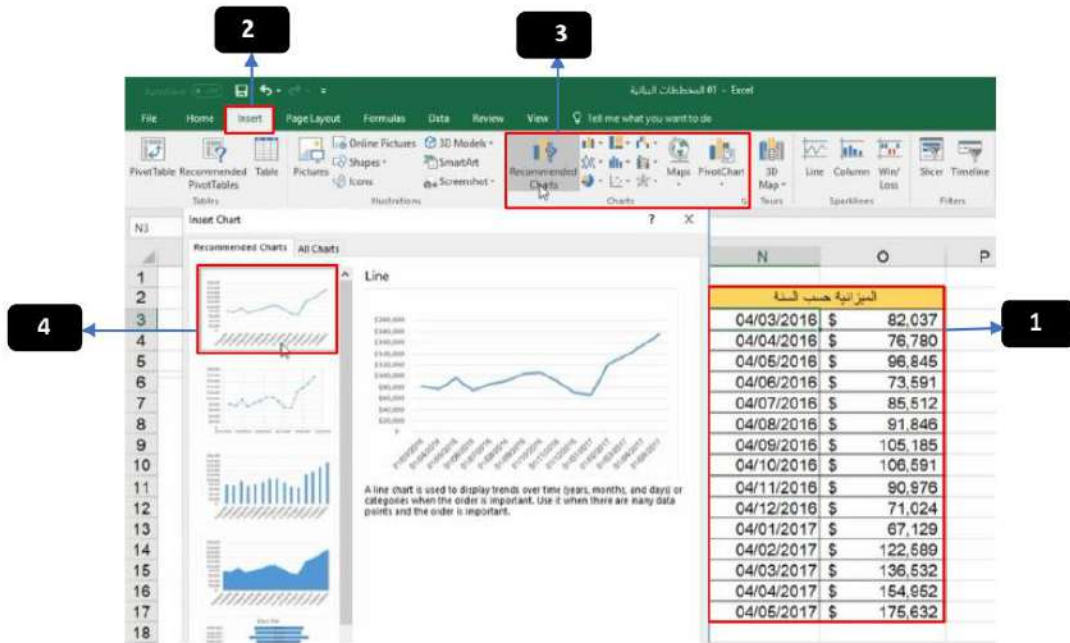 2
3
01 المخططات البيانية - Excel
File Home Insert Page Layout Formulas Data Review View Tell me what you want to do
PivotTable Recommended PivotTables Table
Pictures Online Pictures Shapes Icons 3D Models SmartArt Screenshot
Recommended Charts Maps PivotChart
3D Map Line Column Win/Loss Slicer Timeline
Tables Illustrations Charts Tours Sparklines Filters
N3
Insert Chart ? X
Recommended Charts All Charts
Line
A line chart is used to display trends over time (years, months, and days) or
categories when the order is important. Use it when there are many data
points and the order is important.
4
1
N O P
1
2 الميزانية حسب السنة
3 04/03/2016 $ 82,037
4 04/04/2016 $ 76,780
5 04/05/2016 $ 96,845
6 04/06/2016 $ 73,591
7 04/07/2016 $ 85,512
8 04/08/2016 $ 91,846
9 04/09/2016 $ 105,185
10 04/10/2016 $ 106,591
11 04/11/2016 $ 90,976
12 04/12/2016 $ 71,024
13 04/01/2017 $ 67,129
14 04/02/2017 $ 122,589
15 04/03/2017 $ 136,532
16 04/04/2017 $ 154,952
17 04/05/2017 $ 175,632
18